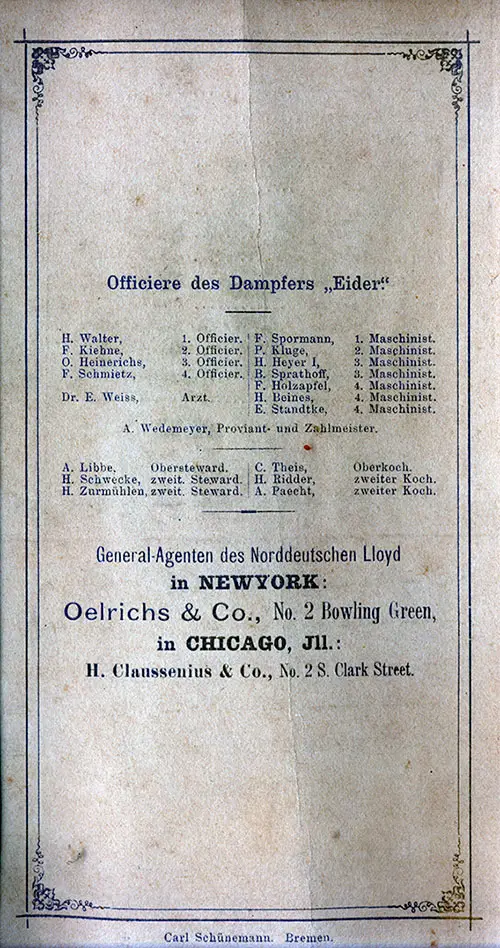 Officiere des Dampfers „Eider.“
H. Walter, 1. Officier. F. Spormann, 1. Maschinist.
F. Kiehne, 2. Officier. P. Kluge, 2. Maschinist.
O. Heinerichs, 3. Officier. H. Heyer I, 3. Maschinist.
F. Schmietz, 4. Officier. B. Sprathoff, 3. Maschinist.
F. Holzapfel, 4. Maschinist.
Dr. E. Weiss, Arzt. H. Beines, 4. Maschinist.
E. Standtke, 4. Maschinist.
A. Wedemeyer, Proviant- und Zahlmeister.
A. Libbe, Obersteward. C. Theis, Oberkoch.
H. Schwecke, zweit. Steward. H. Ridder, zweiter Koch.
H. Zurmühlen, zweit. Steward. A. Paecht, zweiter Koch.
General-Agenten des Norddeutschen Lloyd
in NEWYORK:
Oelrichs & Co., No. 2 Bowling Green,
in CHICAGO, Jll.:
H. Claussenius & Co., No. 2 S. Clark Street.
Carl Schünemann. Bremen.